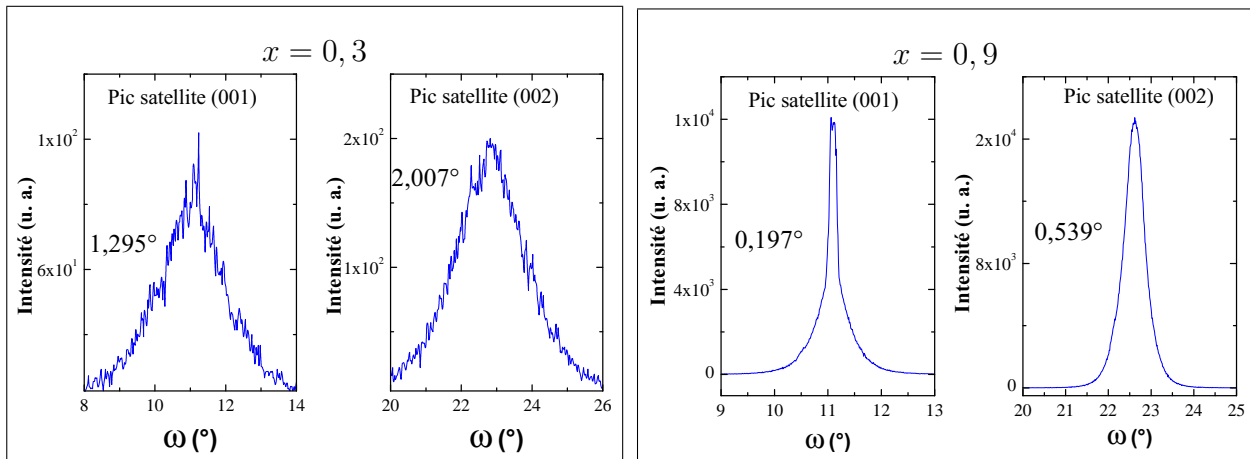 x = 0, 3
Pic satellite (001)
1x10²
6x10¹
1,295°
Intensité (u. a.)
8 10 12 14
ω (°)
Pic satellite (002)
2x10²
1x10²
2,007°
Intensité (u. a.)
20 22 24 26
ω (°)
x = 0, 9
Pic satellite (001)
1x10⁴
8x10³
4x10³
0
0,197°
Intensité (u. a.)
9 10 11 12 13
ω (°)
Pic satellite (002)
2x10⁴
8x10³
0
0,539°
Intensité (u. a.)
20 21 22 23 24 25
ω (°)